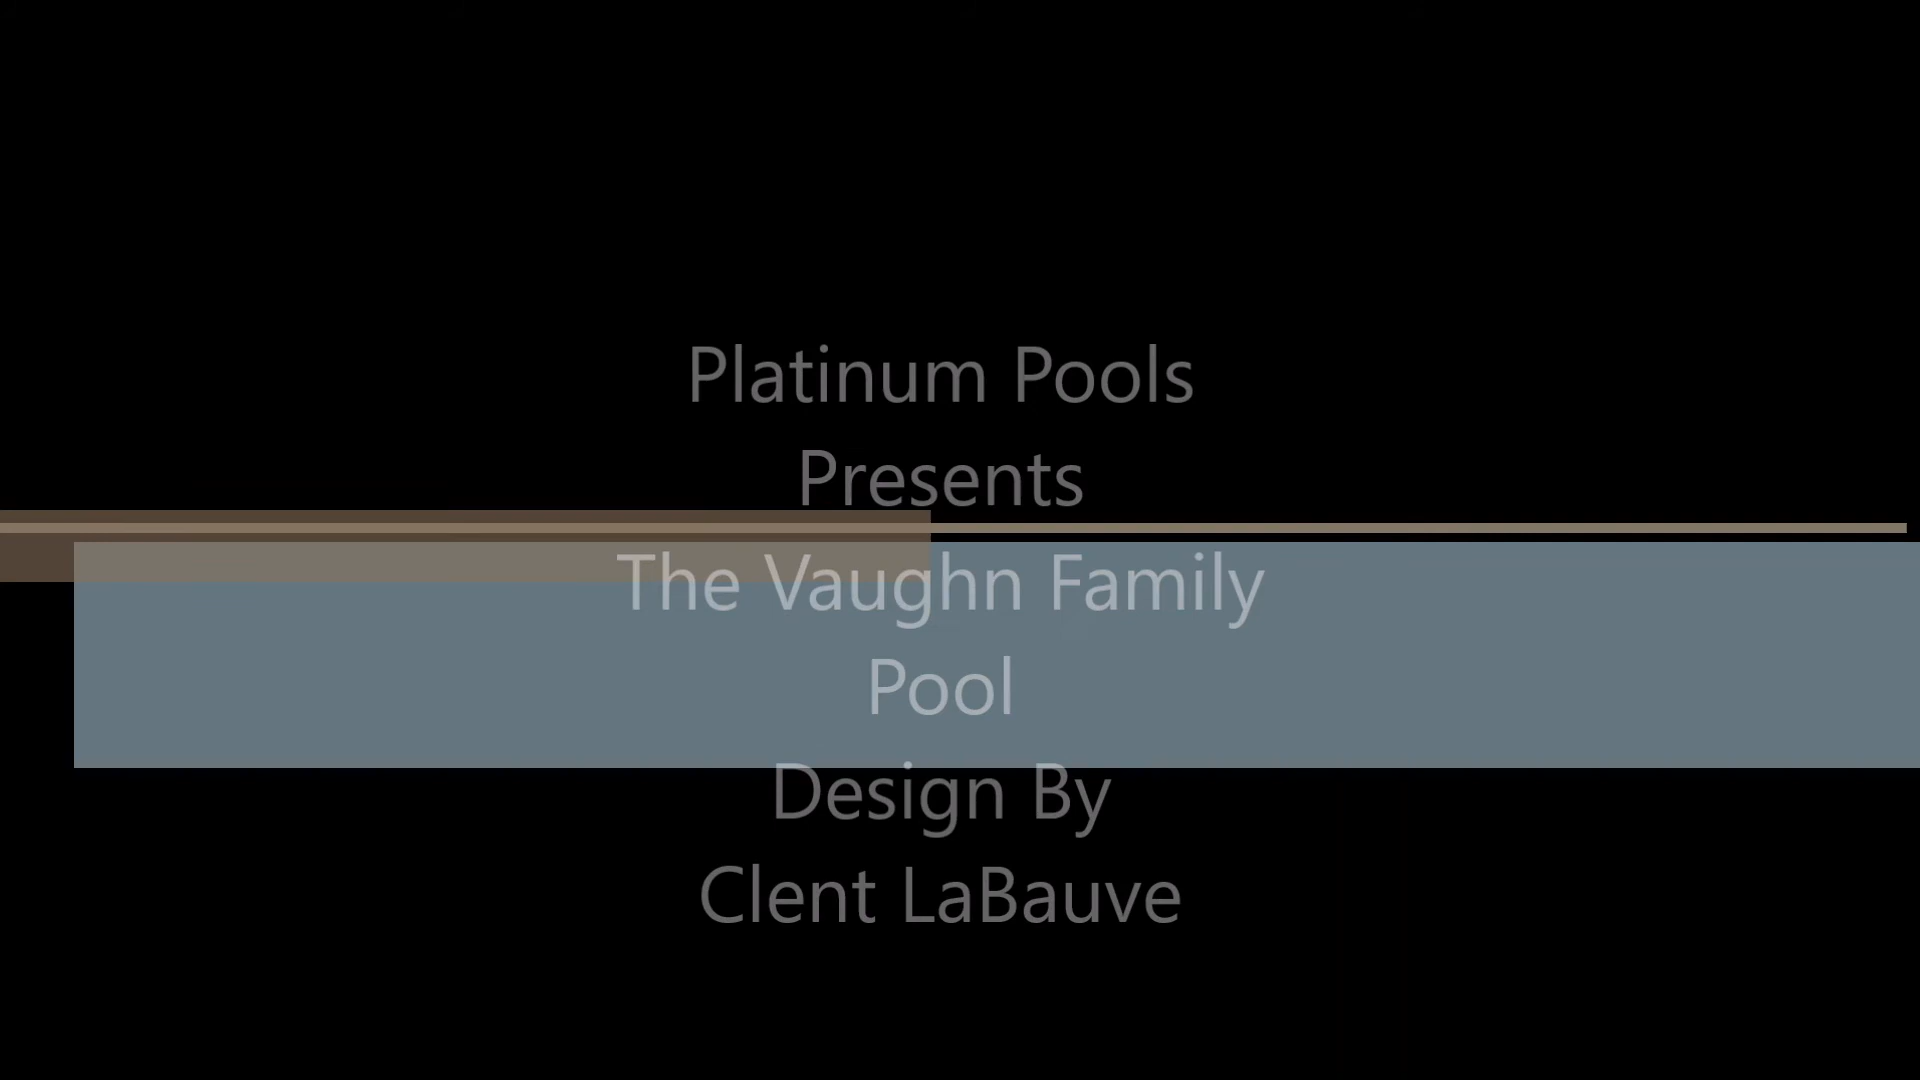 Platinum Pools
Presents
The Vaughn Family
Pool
Design By
Clent LaBauve